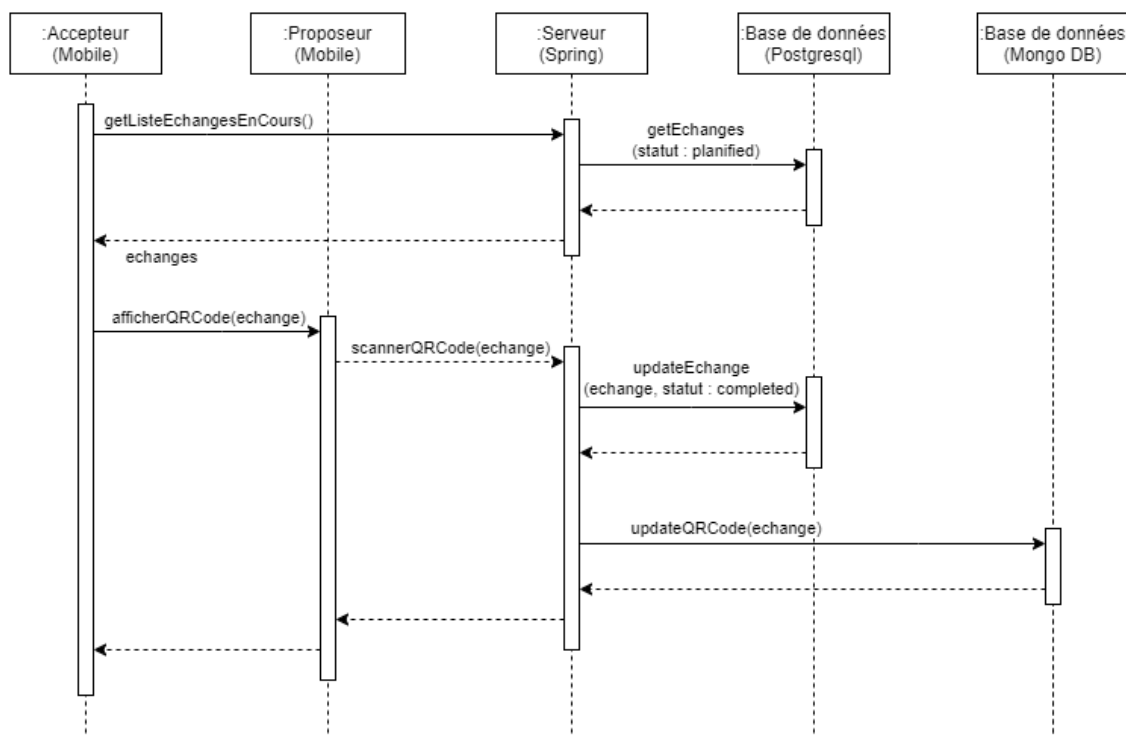 :Accepteur
(Mobile)
:Proposeur
(Mobile)
:Serveur
(Spring)
:Base de données
(Postgresql)
:Base de données
(Mongo DB)
getListeEchangesEnCours()
getEchanges
(statut : planified)
echanges
afficherQRCode(echange)
scannerQRCode(echange)
updateEchange
(echange, statut : completed)
updateQRCode(echange)